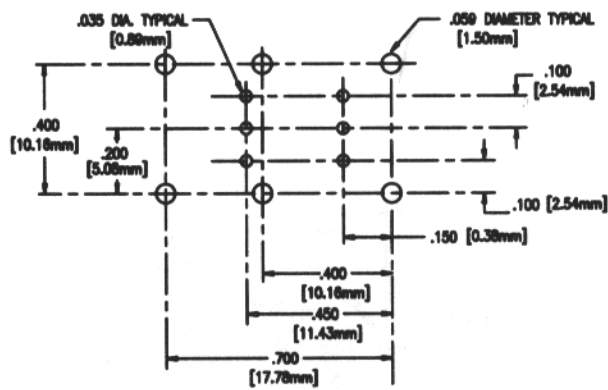 .035 DIA. TYPICAL
[0.89mm]
.059 DIAMETER TYPICAL
[1.50mm]
.100
[2.54mm]
.400
[10.16mm]
.200
[5.08mm]
.100 [2.54mm]
.150 [0.38mm]
.400
[10.16mm]
.450
[11.43mm]
.700
[17.78mm]